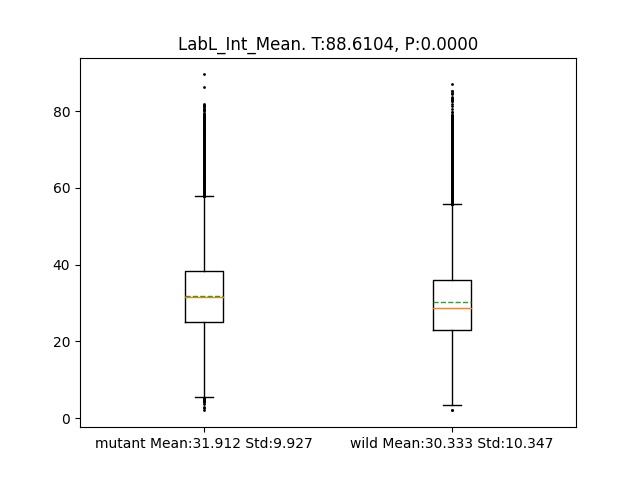 LabL_Int_Mean. T:88.6104, P:0.0000
80
60
40
20
0
mutant Mean:31.912 Std:9.927 wild Mean:30.333 Std:10.347